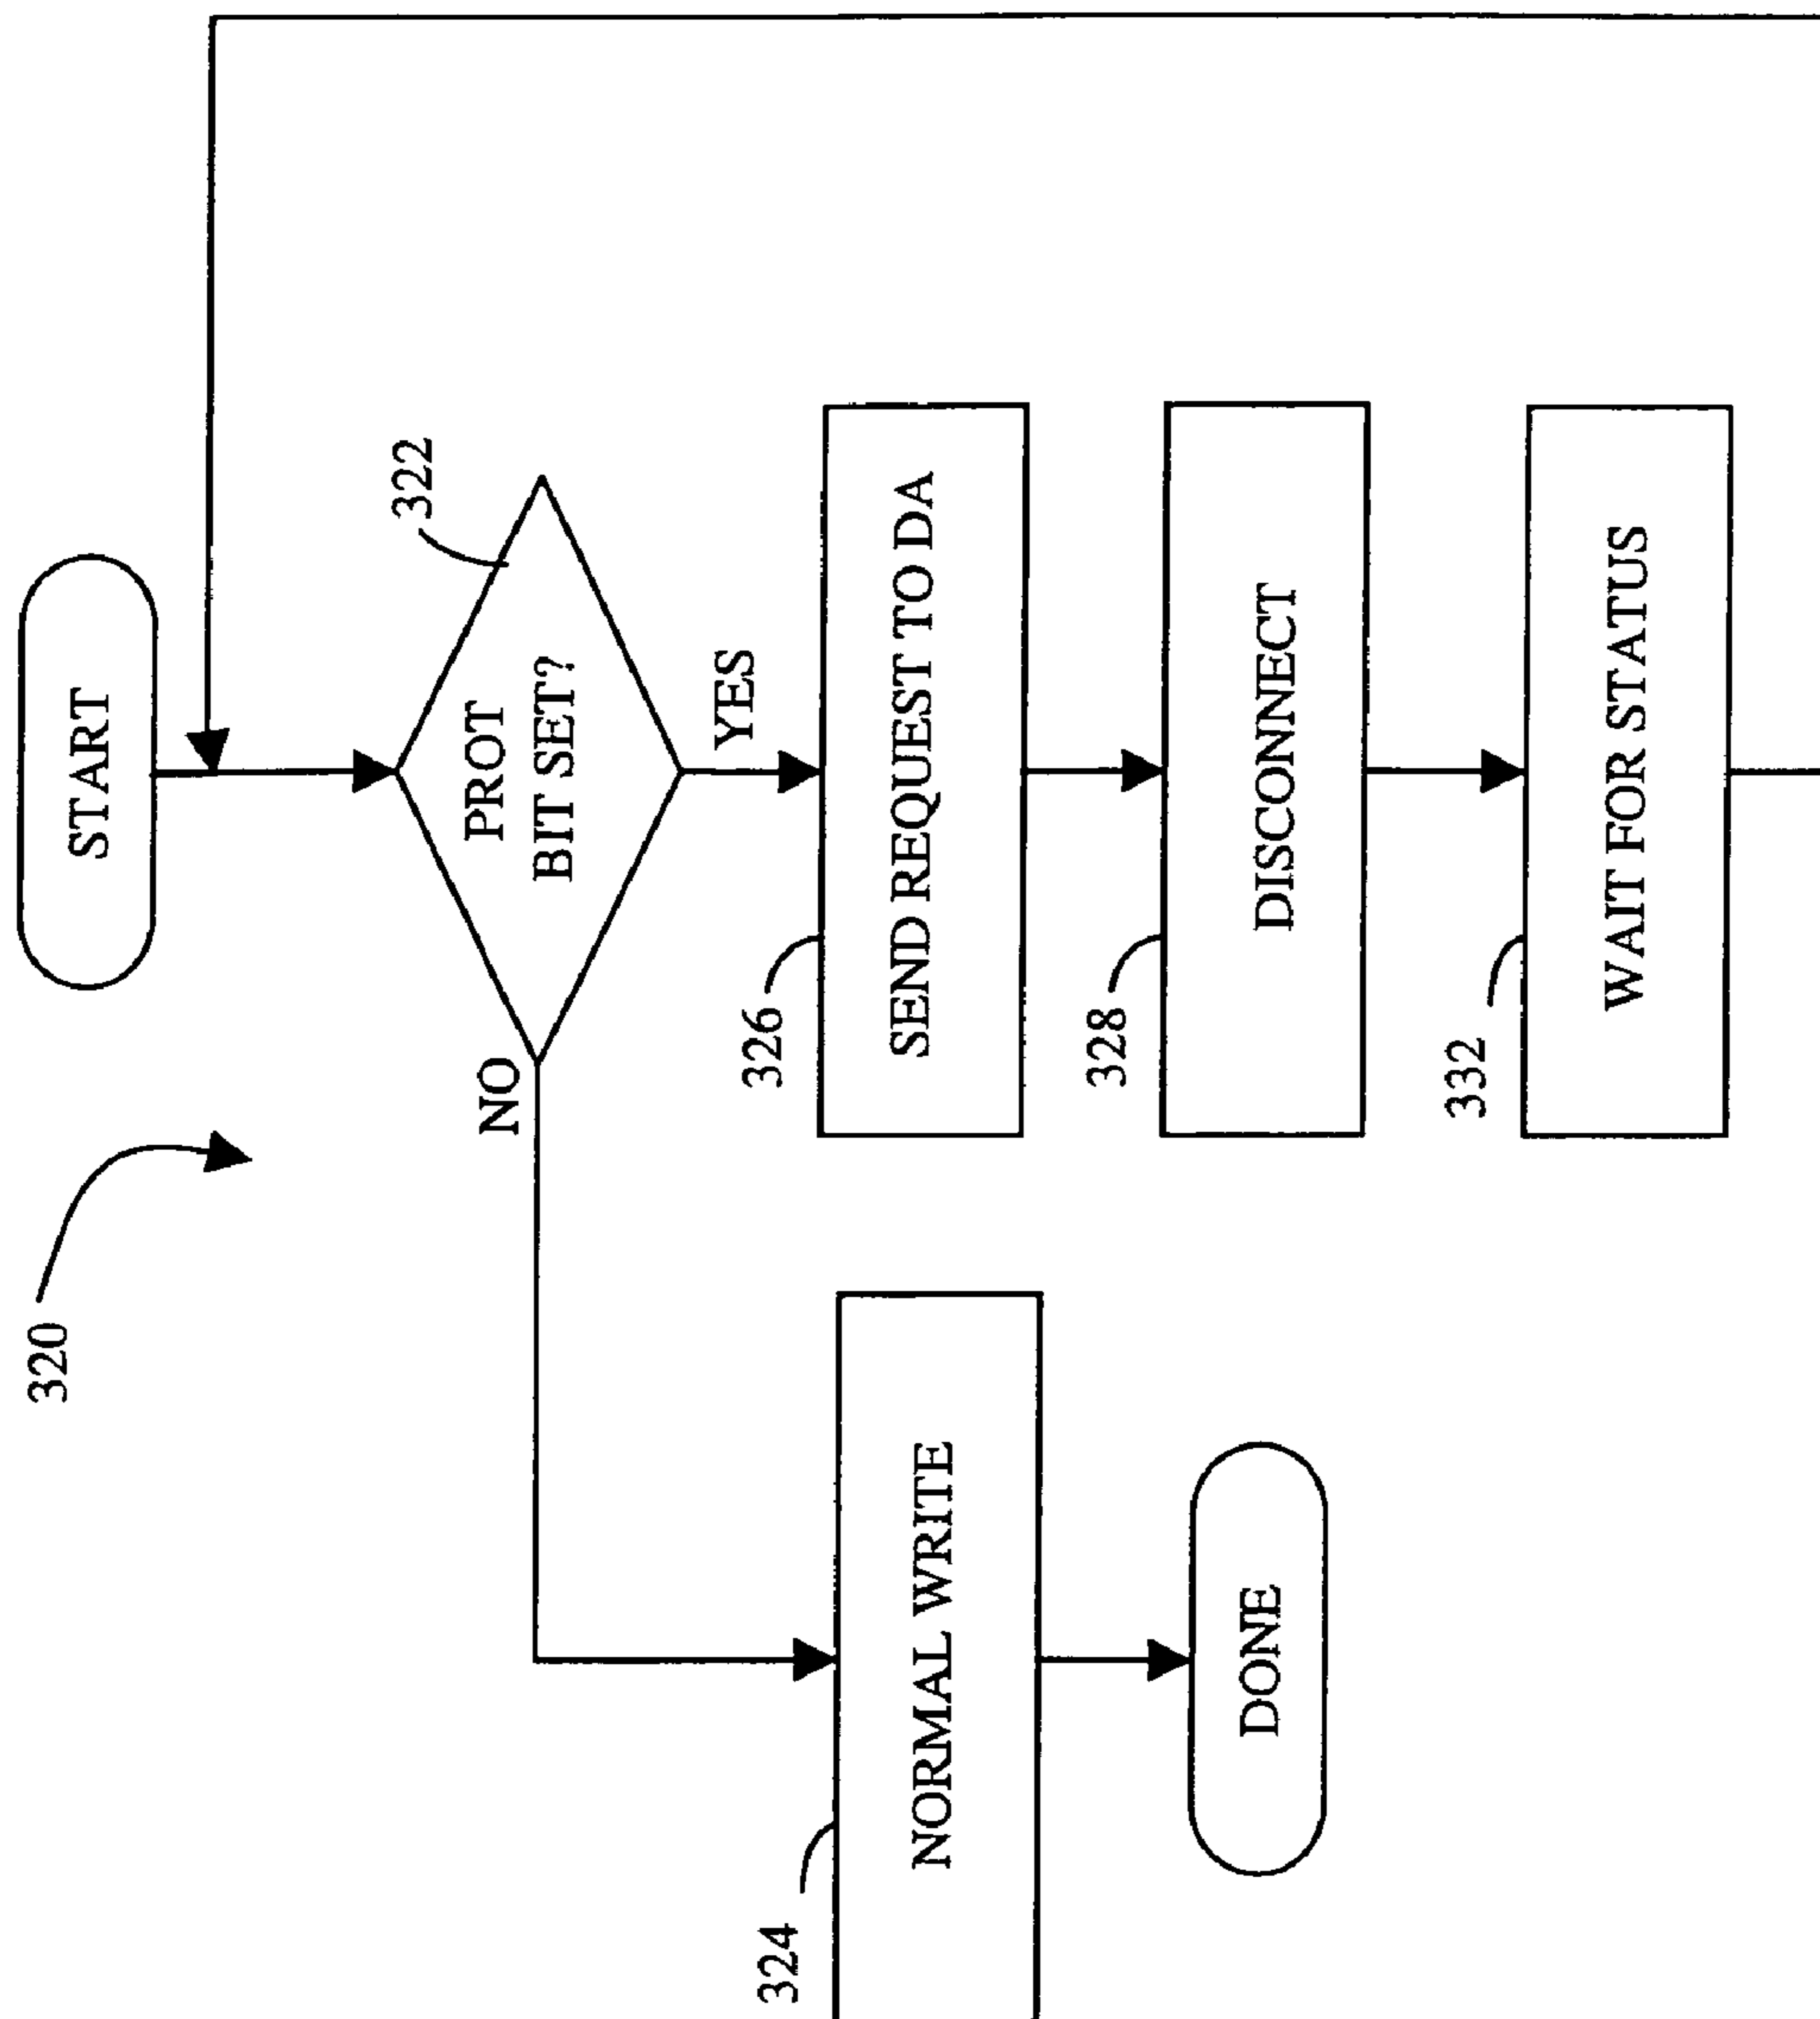 320
START
322
PROT
BIT SET?
NO
YES
324
NORMAL WRITE
DONE
326
SEND REQUEST TO DA
328
DISCONNECT
332
WAIT FOR STATUS